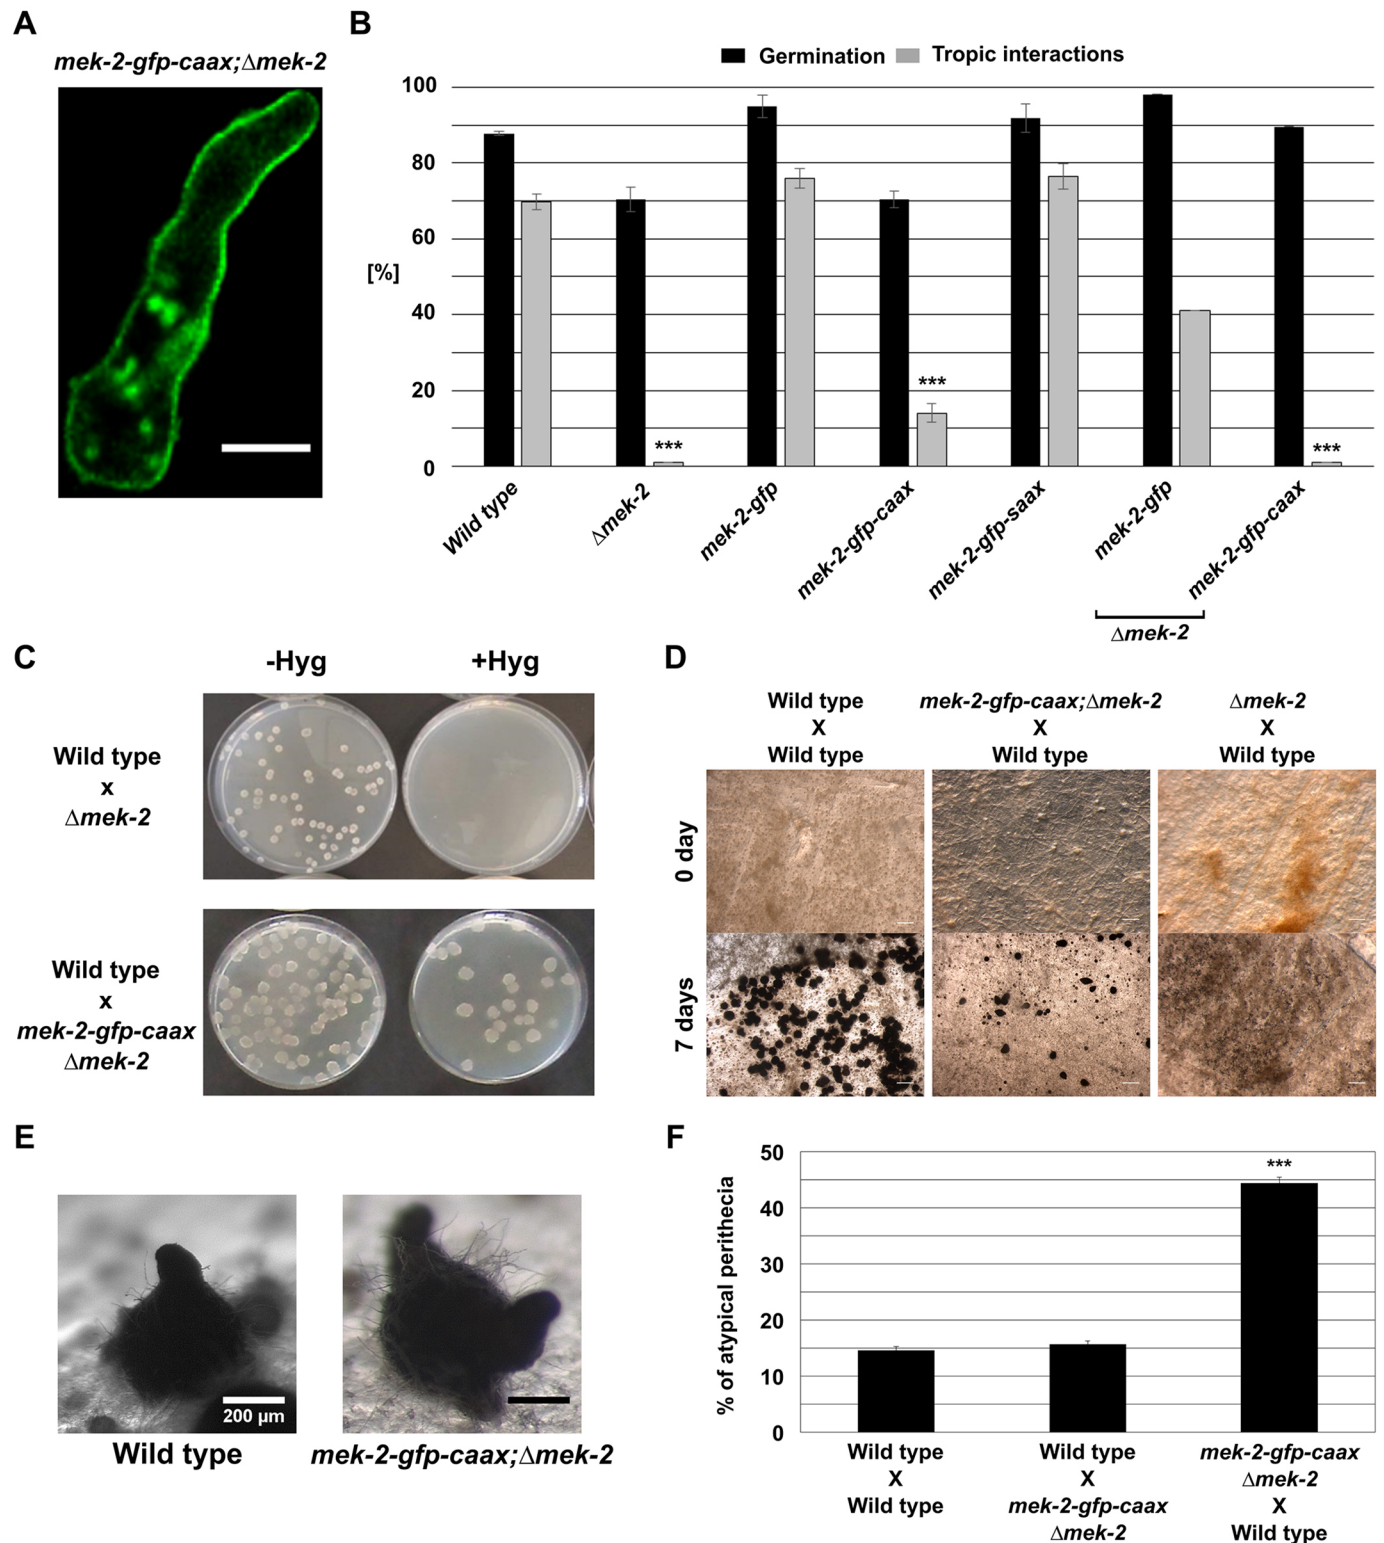 A
mek-2-gfp-caax;Δmek-2
B
Germination
Tropic interactions
[%]
100
80
60
40
20
0
***
***
***
Wild type
Δmek-2
mek-2-gfp
mek-2-gfp-caax
mek-2-gfp-saax
mek-2-gfp
mek-2-gfp-caax
Δmek-2
C
-Hyg
+Hyg
Wild type
x
Δmek-2
Wild type
x
mek-2-gfp-caax
Δmek-2
D
Wild type
X
Wild type
mek-2-gfp-caax;Δmek-2
X
Wild type
Δmek-2
X
Wild type
0 day
7 days
E
200 µm
Wild type
mek-2-gfp-caax;Δmek-2
F
% of atypical perithecia
50
40
30
20
10
0
***
Wild type
X
Wild type
Wild type
X
mek-2-gfp-caax
Δmek-2
mek-2-gfp-caax
Δmek-2
X
Wild type